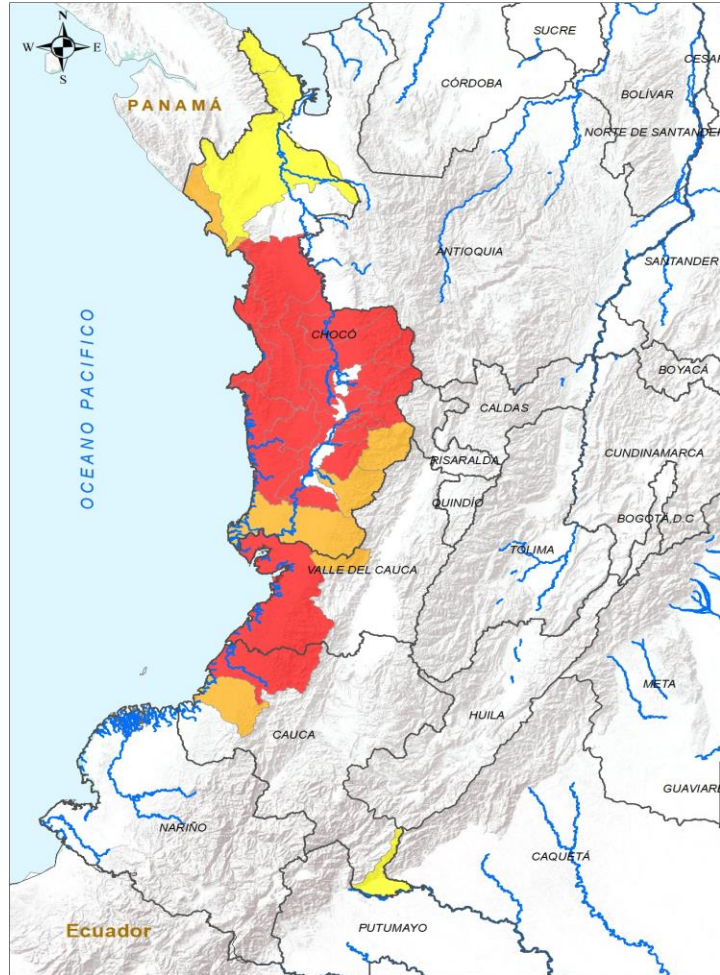 N
W E
S
SUCRE
CESAR
CÓRDOBA
BOLÍVAR
PANAMÁ
NORTE DE SANTANDER
SANTANDER
ANTIOQUIA
OCEANO PACIFICO
CHOCÓ
BOYACÁ
CALDAS
CUNDINAMARCA
RISARALDA
QUINDÍO
BOGOTÁ, D.C
TOLIMA
VALLE DEL CAUCA
META
HUILA
CAUCA
GUAVIARE
NARIÑO
CAQUETÁ
Ecuador
PUTUMAYO